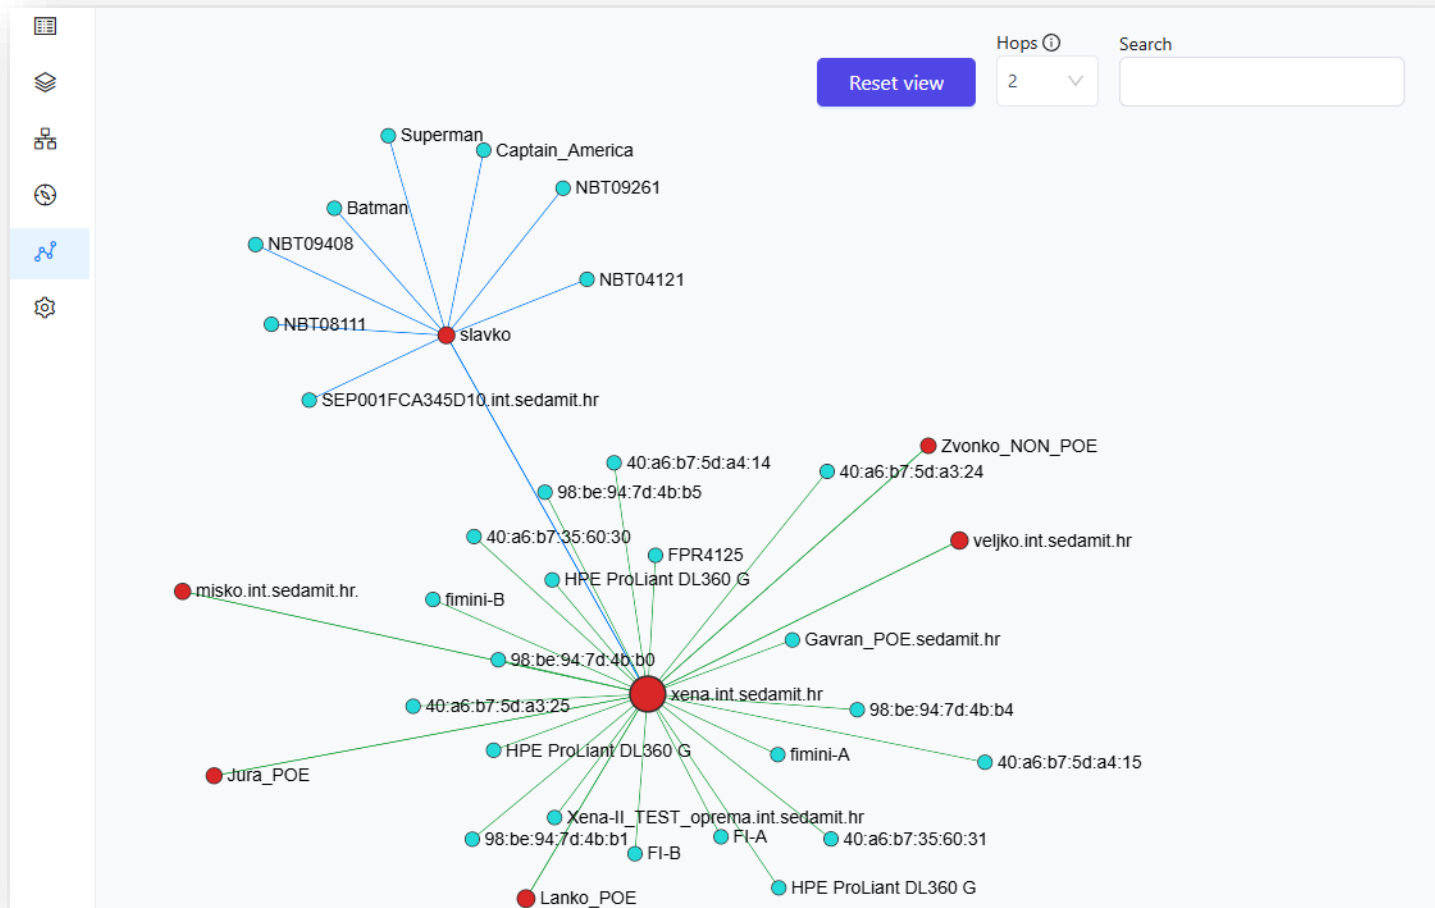 Hops
Search
Reset view
2
Superman
Captain_America
NBT09261
Batman
NBT09408
NBT04121
NBT08111
slavko
SEP001FCA345D10.int.sedamit.hr
Zvonko_NON_POE
40:a6:b7:5d:a4:14
40:a6:b7:5d:a3:24
98:be:94:7d:4b:b5
40:a6:b7:35:60:30
veljko.int.sedamit.hr
FPR4125
HPE ProLiant DL360 G
misko.int.sedamit.hr.
fimini-B
Gavran_POE.sedamit.hr
98:be:94:7d:4b:b0
xena.int.sedamit.hr
40:a6:b7:5d:a3:25
98:be:94:7d:4b:b4
HPE ProLiant DL360 G
fimini-A
40:a6:b7:5d:a4:15
Jura_POE
Xena-II_TEST_oprema.int.sedamit.hr
98:be:94:7d:4b:b1
FI-A
40:a6:b7:35:60:31
FI-B
HPE ProLiant DL360 G
Lanko_POE